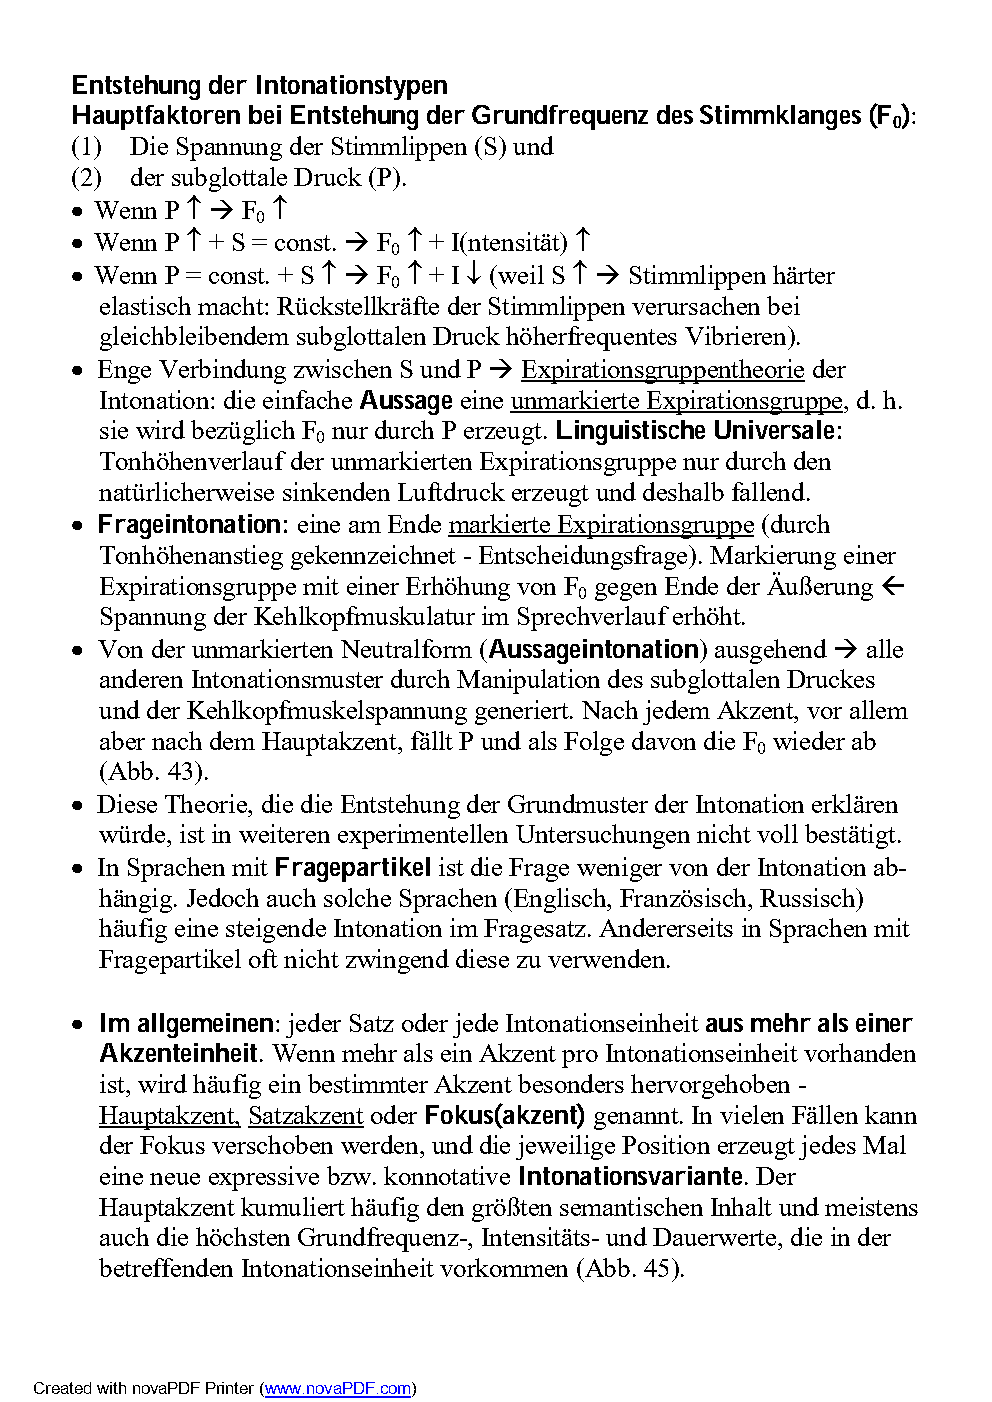 Entstehung der Intonationstypen
Hauptfaktoren bei Entstehung der Grundfrequenz des Stimmklanges (F₀):
(1) Die Spannung der Stimmlippen (S) und
(2) der subglottale Druck (P).
• Wenn P ↑ → F₀ ↑
• Wenn P ↑ + S = const. → F₀ ↑ + I(ntensität) ↑
• Wenn P = const. + S ↑ → F₀ ↑ + I ↓ (weil S ↑ → Stimmlippen härter
elastisch macht: Rückstellkräfte der Stimmlippen verursachen bei
gleichbleibendem subglottalen Druck höherfrequentes Vibrieren).
• Enge Verbindung zwischen S und P → Expirationsgruppentheorie der
Intonation: die einfache Aussage eine unmarkierte Expirationsgruppe, d. h.
sie wird bezüglich F₀ nur durch P erzeugt. Linguistische Universale:
Tonhöhenverlauf der unmarkierten Expirationsgruppe nur durch den
natürlicherweise sinkenden Luftdruck erzeugt und deshalb fallend.
• Frageintonation: eine am Ende markierte Expirationsgruppe (durch
Tonhöhenanstieg gekennzeichnet - Entscheidungsfrage). Markierung einer
Expirationsgruppe mit einer Erhöhung von F₀ gegen Ende der Äußerung ←
Spannung der Kehlkopfmuskulatur im Sprechverlauf erhöht.
• Von der unmarkierten Neutralform (Aussageintonation) ausgehend → alle
anderen Intonationsmuster durch Manipulation des subglottalen Druckes
und der Kehlkopfmuskelspannung generiert. Nach jedem Akzent, vor allem
aber nach dem Hauptakzent, fällt P und als Folge davon die F₀ wieder ab
(Abb. 43).
• Diese Theorie, die die Entstehung der Grundmuster der Intonation erklären
würde, ist in weiteren experimentellen Untersuchungen nicht voll bestätigt.
• In Sprachen mit Fragepartikel ist die Frage weniger von der Intonation ab-
hängig. Jedoch auch solche Sprachen (Englisch, Französisch, Russisch)
häufig eine steigende Intonation im Fragesatz. Andererseits in Sprachen mit
Fragepartikel oft nicht zwingend diese zu verwenden.
• Im allgemeinen: jeder Satz oder jede Intonationseinheit aus mehr als einer
Akzenteinheit. Wenn mehr als ein Akzent pro Intonationseinheit vorhanden
ist, wird häufig ein bestimmter Akzent besonders hervorgehoben -
Hauptakzent, Satzakzent oder Fokus(akzent) genannt. In vielen Fällen kann
der Fokus verschoben werden, und die jeweilige Position erzeugt jedes Mal
eine neue expressive bzw. konnotative Intonationsvariante. Der
Hauptakzent kumuliert häufig den größten semantischen Inhalt und meistens
auch die höchsten Grundfrequenz-, Intensitäts- und Dauerwerte, die in der
betreffenden Intonationseinheit vorkommen (Abb. 45).
Created with novaPDF Printer (www.novaPDF.com)